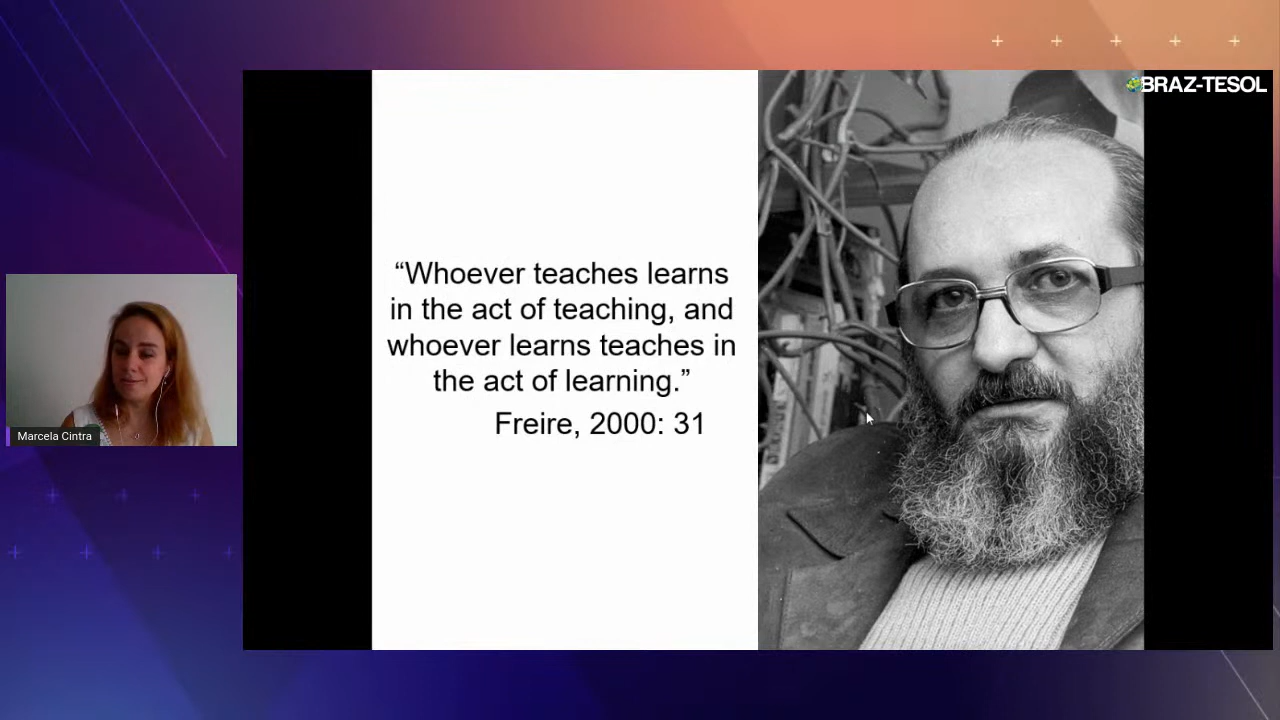 BRAZ-TESOL
“Whoever teaches learns
in the act of teaching, and
whoever learns teaches in
the act of learning.”
Freire, 2000: 31
Marcela Cintra